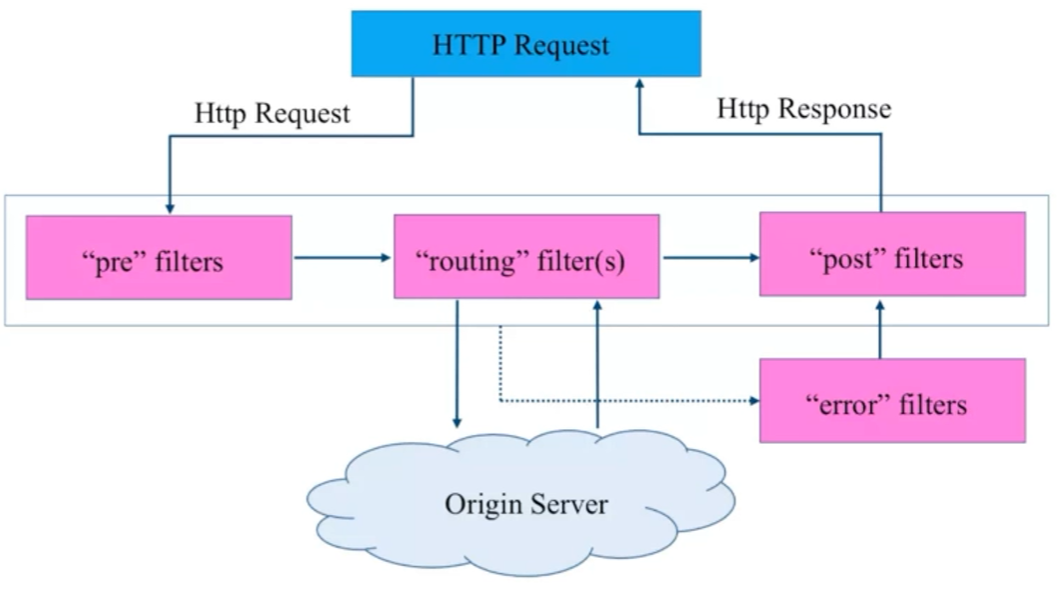 HTTP Request
Http Request
Http Response
“pre” filters
“routing” filter(s)
“post” filters
“error” filters
Origin Server